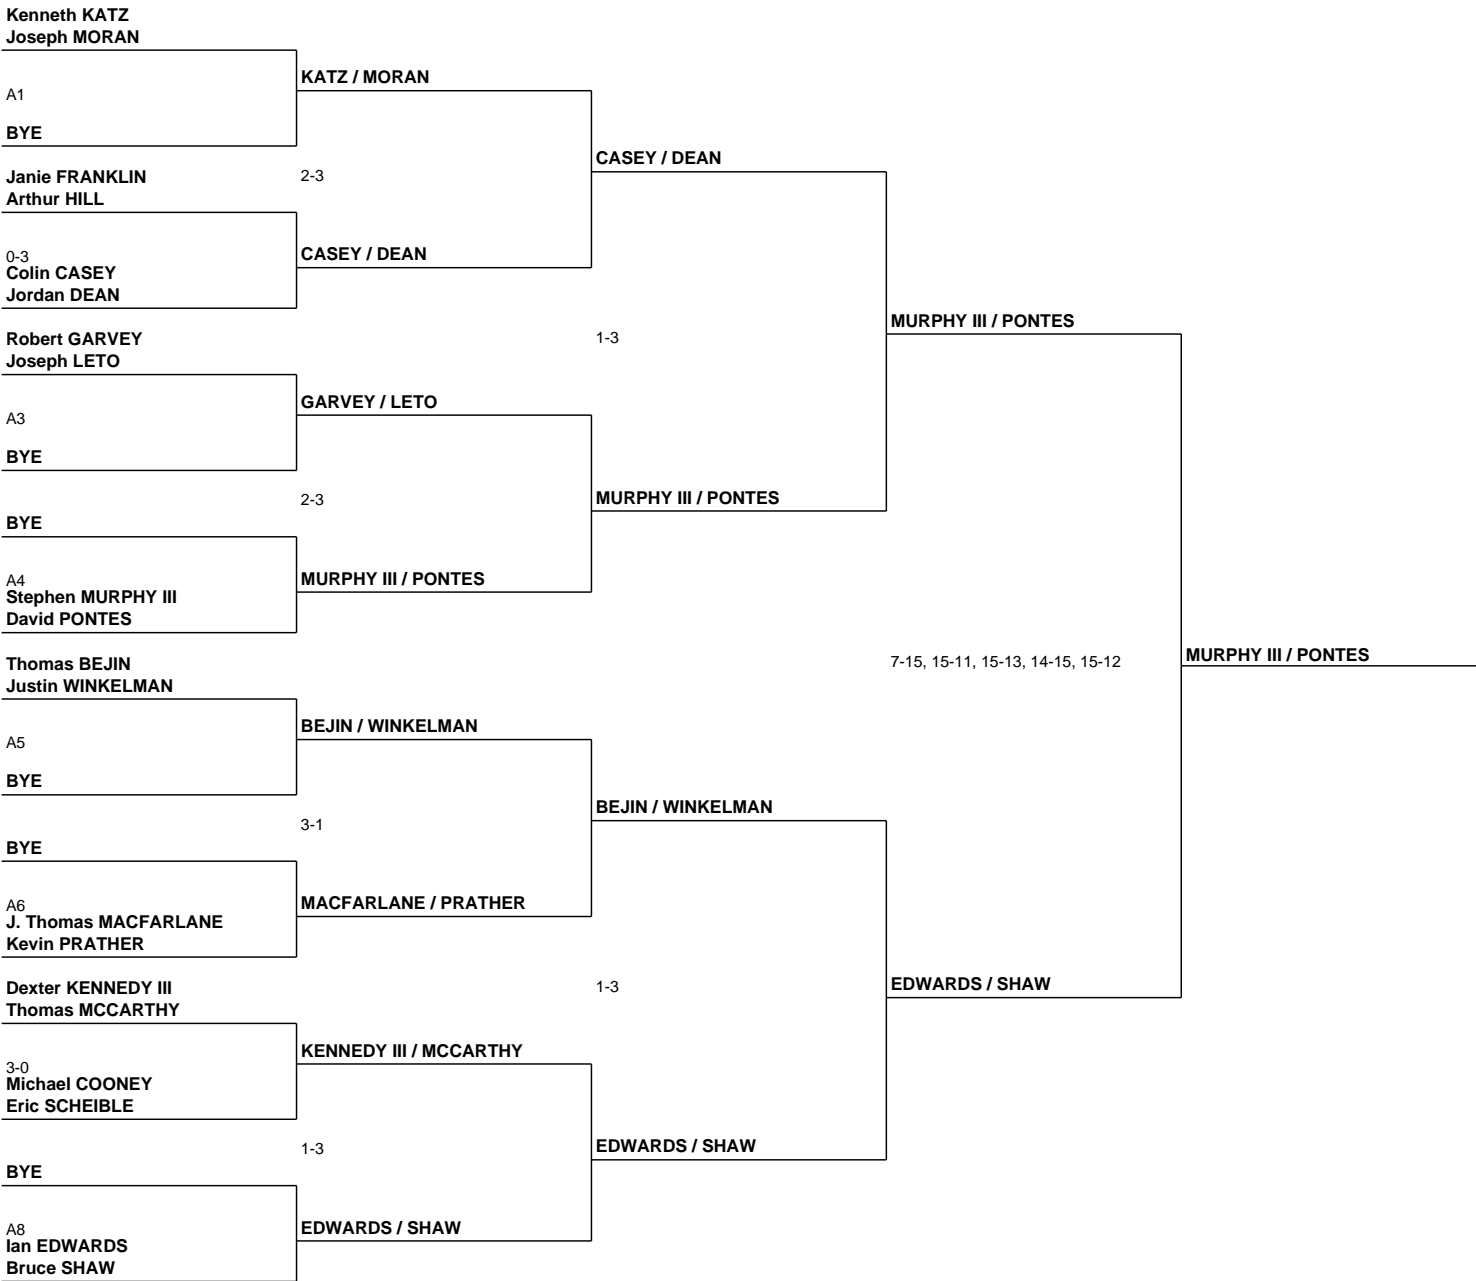 Kenneth KATZ
Joseph MORAN
KATZ / MORAN
A1
BYE
CASEY / DEAN
Janie FRANKLIN
2-3
Arthur HILL
0-3
CASEY / DEAN
Colin CASEY
Jordan DEAN
MURPHY III / PONTES
Robert GARVEY
1-3
Joseph LETO
GARVEY / LETO
A3
BYE
2-3
MURPHY III / PONTES
BYE
A4
MURPHY III / PONTES
Stephen MURPHY III
David PONTES
7-15, 15-11, 15-13, 14-15, 15-12
MURPHY III / PONTES
Thomas BEJIN
Justin WINKELMAN
BEJIN / WINKELMAN
A5
BYE
BEJIN / WINKELMAN
3-1
BYE
A6
MACFARLANE / PRATHER
J. Thomas MACFARLANE
Kevin PRATHER
Dexter KENNEDY III
1-3
EDWARDS / SHAW
Thomas MCCARTHY
KENNEDY III / MCCARTHY
3-0
Michael COONEY
Eric SCHEIBLE
1-3
EDWARDS / SHAW
BYE
A8
EDWARDS / SHAW
Ian EDWARDS
Bruce SHAW